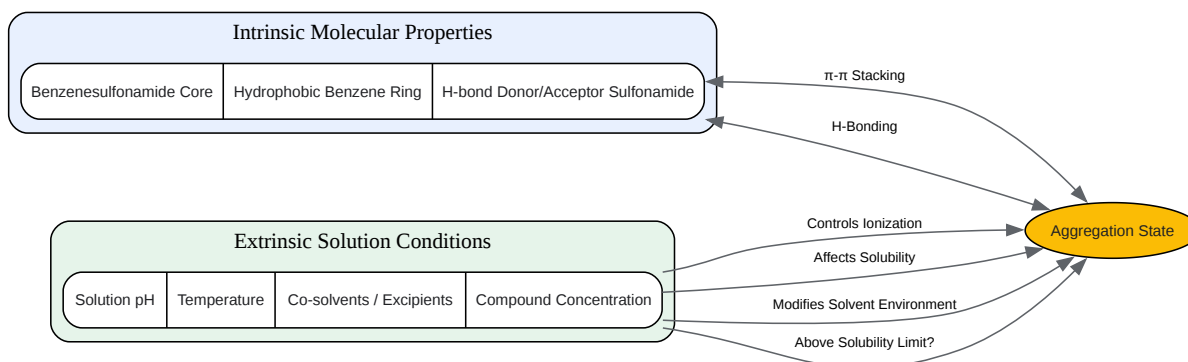 Intrinsic Molecular Properties
Benzenesulfonamide Core
Hydrophobic Benzene Ring
H-bond Donor/Acceptor Sulfonamide
π-π Stacking
H-Bonding
Extrinsic Solution Conditions
Solution pH
Temperature
Co-solvents / Excipients
Compound Concentration
Controls Ionization
Affects Solubility
Modifies Solvent Environment
Above Solubility Limit?
Aggregation State